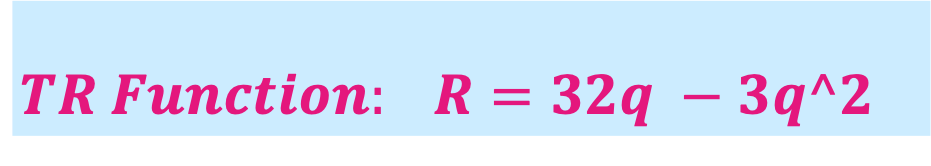 TR Function: R = 32q − 3q^2